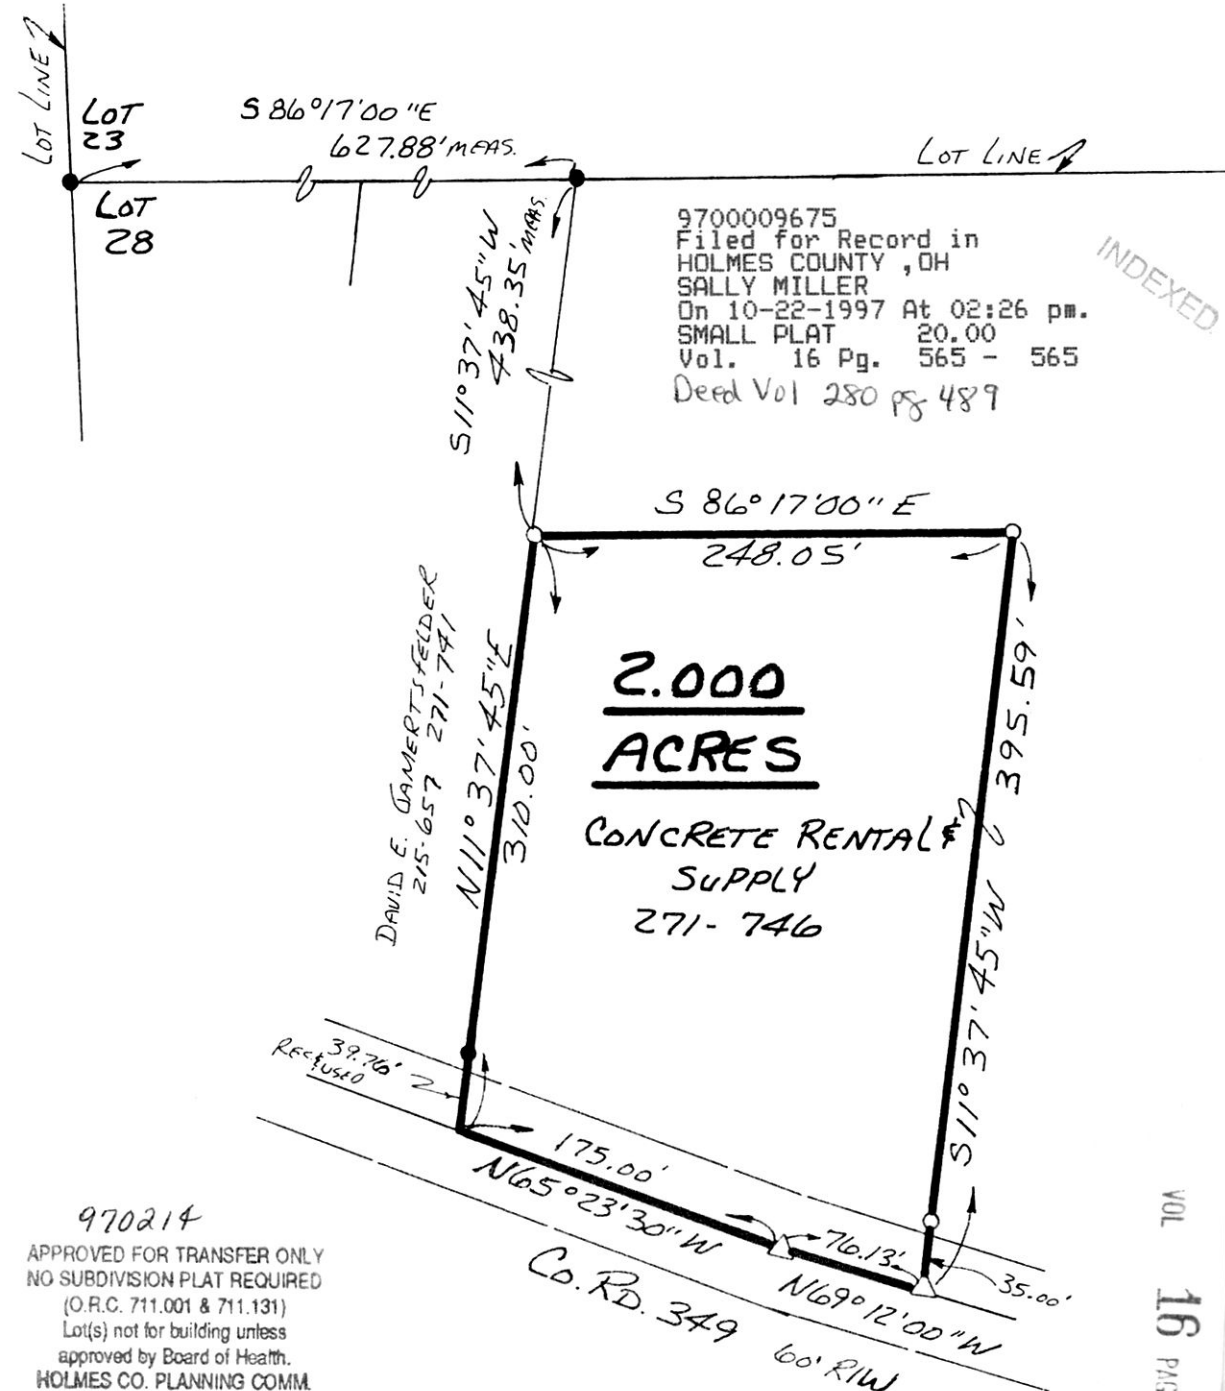 LOT LINE
LOT
23
S 86°17'00"E
627.88' MEAS.
LOT LINE
LOT
28
S11°37'45"W
438.35' MEAS.
9700009675
Filed for Record in
HOLMES COUNTY ,OH
SALLY MILLER
On 10-22-1997 At 02:26 pm.
SMALL PLAT 20.00
Vol. 16 Pg. 565 - 565
Deed Vol 280 pg 489
INDEXED
S 86°17'00" E
248.05'
DAVID E. GAMERTSFELDER
215-657 271-741
N11°37'45"E
310.00'
2.000
ACRES
CONCRETE RENTAL &
SUPPLY
271-746
395.59'
S11°37'45"W
39.76'
REC. & USED
175.00'
N65°23'30"W
76.13'
N69°12'00"W
35.00'
Co. RD. 349
60' R/W
970214
APPROVED FOR TRANSFER ONLY
NO SUBDIVISION PLAT REQUIRED
(O.R.C. 711.001 & 711.131)
Lot(s) not for building unless
approved by Board of Health.
HOLMES CO. PLANNING COMM.
VOL 16 PAG